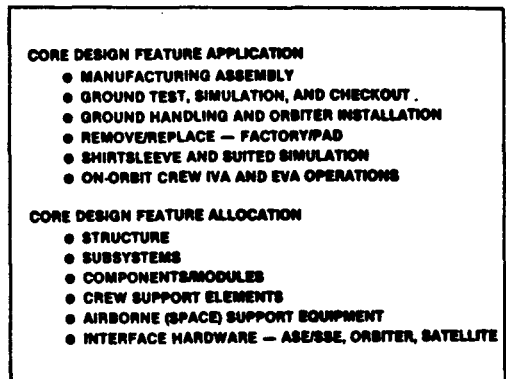 CORE DESIGN FEATURE APPLICATION
● MANUFACTURING ASSEMBLY
● GROUND TEST, SIMULATION, AND CHECKOUT .
● GROUND HANDLING AND ORBITER INSTALLATION
● REMOVE/REPLACE — FACTORY/PAD
● SHIRTSLEEVE AND SUITED SIMULATION
● ON-ORBIT CREW IVA AND EVA OPERATIONS
CORE DESIGN FEATURE ALLOCATION
● STRUCTURE
● SUBSYSTEMS
● COMPONENTS/MODULES
● CREW SUPPORT ELEMENTS
● AIRBORNE (SPACE) SUPPORT EQUIPMENT
● INTERFACE HARDWARE — ASE/SSE, ORBITER, SATELLITE